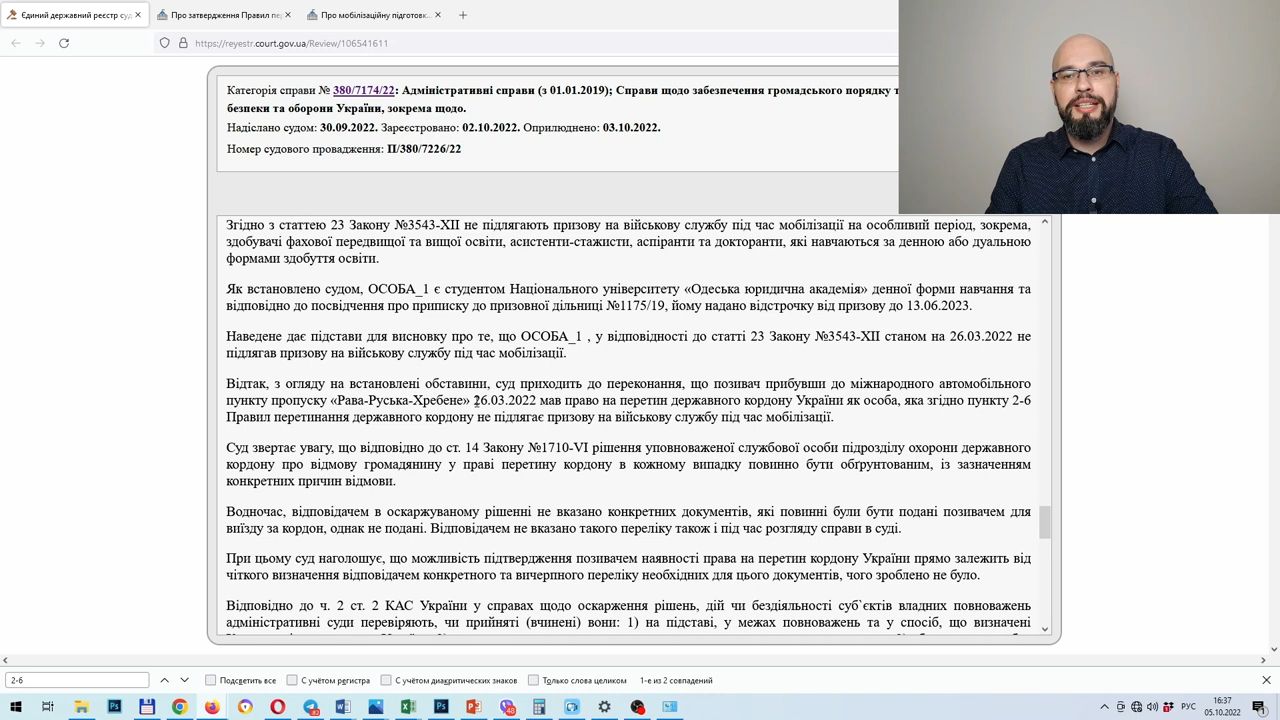 Єдиний державний реєстр суд
Про затвердження Правил пе
Про мобілізаційну підготовк
https://reyestr.court.gov.ua/Review/106541611
Категорія справи № 380/7174/22: Адміністративні справи (з 01.01.2019); Справи щодо забезпечення громадського порядку т
безпеки та оборони України, зокрема щодо.
Надіслано судом: 30.09.2022. Зареєстровано: 02.10.2022. Оприлюднено: 03.10.2022.
Номер судового провадження: П/380/7226/22
Згідно з статтею 23 Закону №3543-XII не підлягають призову на військову службу під час мобілізації на особливий період, зокрема,
здобувачі фахової передвищої та вищої освіти, асистенти-стажисти, аспіранти та докторанти, які навчаються за денною або дуальною
формами здобуття освіти.
Як встановлено судом, ОСОБА_1 є студентом Національного університету «Одеська юридична академія» денної форми навчання та
відповідно до посвідчення про приписку до призовної дільниці №1175/19, йому надано відстрочку від призову до 13.06.2023.
Наведене дає підстави для висновку про те, що ОСОБА_1 , у відповідності до статті 23 Закону №3543-XII станом на 26.03.2022 не
підлягав призову на військову службу під час мобілізації.
Відтак, з огляду на встановлені обставини, суд приходить до переконання, що позивач прибувши до міжнародного автомобільного
пункту пропуску «Рава-Руська-Хребене» 26.03.2022 мав право на перетин державного кордону України як особа, яка згідно пункту 2-6
Правил перетинання державного кордону не підлягає призову на військову службу під час мобілізації.
Суд звертає увагу, що відповідно до ст. 14 Закону №1710-VI рішення уповноваженої службової особи підрозділу охорони державного
кордону про відмову громадянину у праві перетину кордону в кожному випадку повинно бути обґрунтованим, із зазначенням
конкретних причин відмови.
Водночас, відповідачем в оскаржуваному рішенні не вказано конкретних документів, які повинні були бути подані позивачем для
виїзду за кордон, однак не подані. Відповідачем не вказано такого переліку також і під час розгляду справи в суді.
При цьому суд наголошує, що можливість підтвердження позивачем наявності права на перетин кордону України прямо залежить від
чіткого визначення відповідачем конкретного та вичерпного переліку необхідних для цього документів, чого зроблено не було.
Відповідно до ч. 2 ст. 2 КАС України у справах щодо оскарження рішень, дій чи бездіяльності суб`єктів владних повноважень
адміністративні суди перевіряють, чи прийняті (вчинені) вони: 1) на підставі, у межах повноважень та у спосіб, що визначені
2-6
Подсветить все
С учётом регистра
С учётом диакритических знаков
Только слова целиком
1-е из 2 совпадений
48
РУС
16:37
05.10.2022